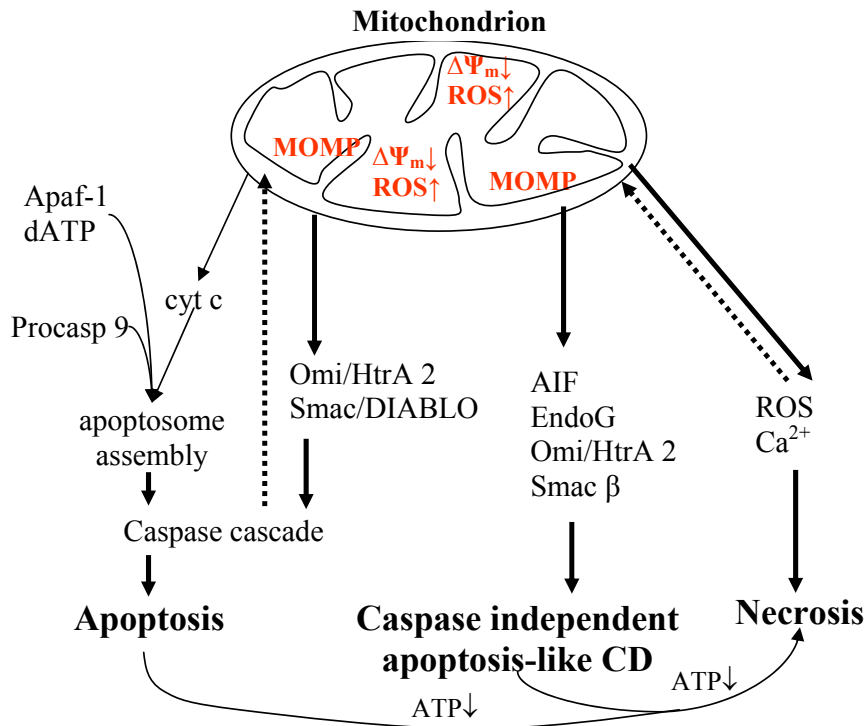 Mitochondrion
ΔΨm↓
ROS↑
MOMP
ΔΨm↓
ROS↑
MOMP
Apaf-1
dATP
cyt c
Procasp 9
apoptosome
assembly
Caspase cascade
Apoptosis
Omi/HtrA 2
Smac/DIABLO
AIF
EndoG
Omi/HtrA 2
Smac β
Caspase independent
apoptosis-like CD
ROS
Ca²⁺
Necrosis
ATP↓
ATP↓